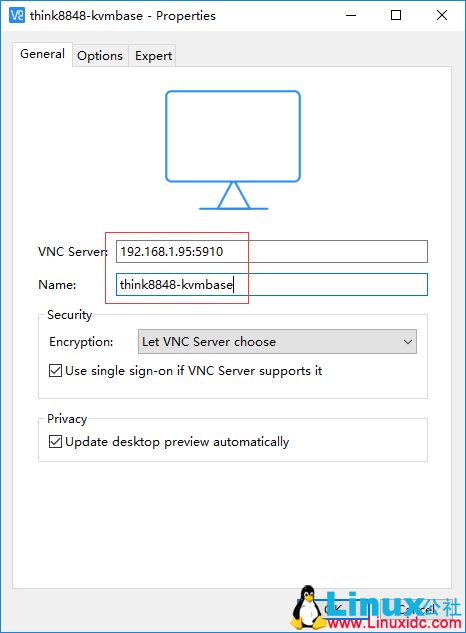 think8848-kvmbase - Properties
General Options Expert
VNC Server: 192.168.1.95:5910
Name: think8848-kvmbase
Security
Encryption: Let VNC Server choose
Use single sign-on if VNC Server supports it
Privacy
Update desktop preview automatically
OK Cancel
Linux公社
www.Linuxidc.com